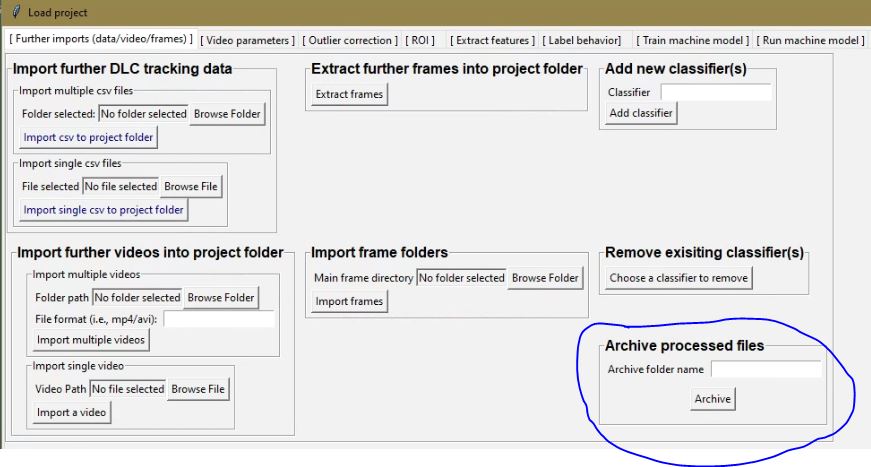 Load project
[ Further imports (data/video/frames) ] [ Video parameters ] [ Outlier correction ] [ ROI ] [ Extract features ] [ Label behavior] [ Train machine model ] [ Run machine model ]
Import further DLC tracking data
Import multiple csv files
Folder selected: No folder selected Browse Folder
Import csv to project folder
Import single csv files
File selected No file selected Browse File
Import single csv to project folder
Extract further frames into project folder
Extract frames
Add new classifier(s)
Classifier
Add classifier
Import further videos into project folder
Import multiple videos
Folder path No folder selected Browse Folder
File format (i.e., mp4/avi):
Import multiple videos
Import single video
Video Path No file selected Browse File
Import a video
Import frame folders
Main frame directory No folder selected Browse Folder
Import frames
Remove exisiting classifier(s)
Choose a classifier to remove
Archive processed files
Archive folder name
Archive